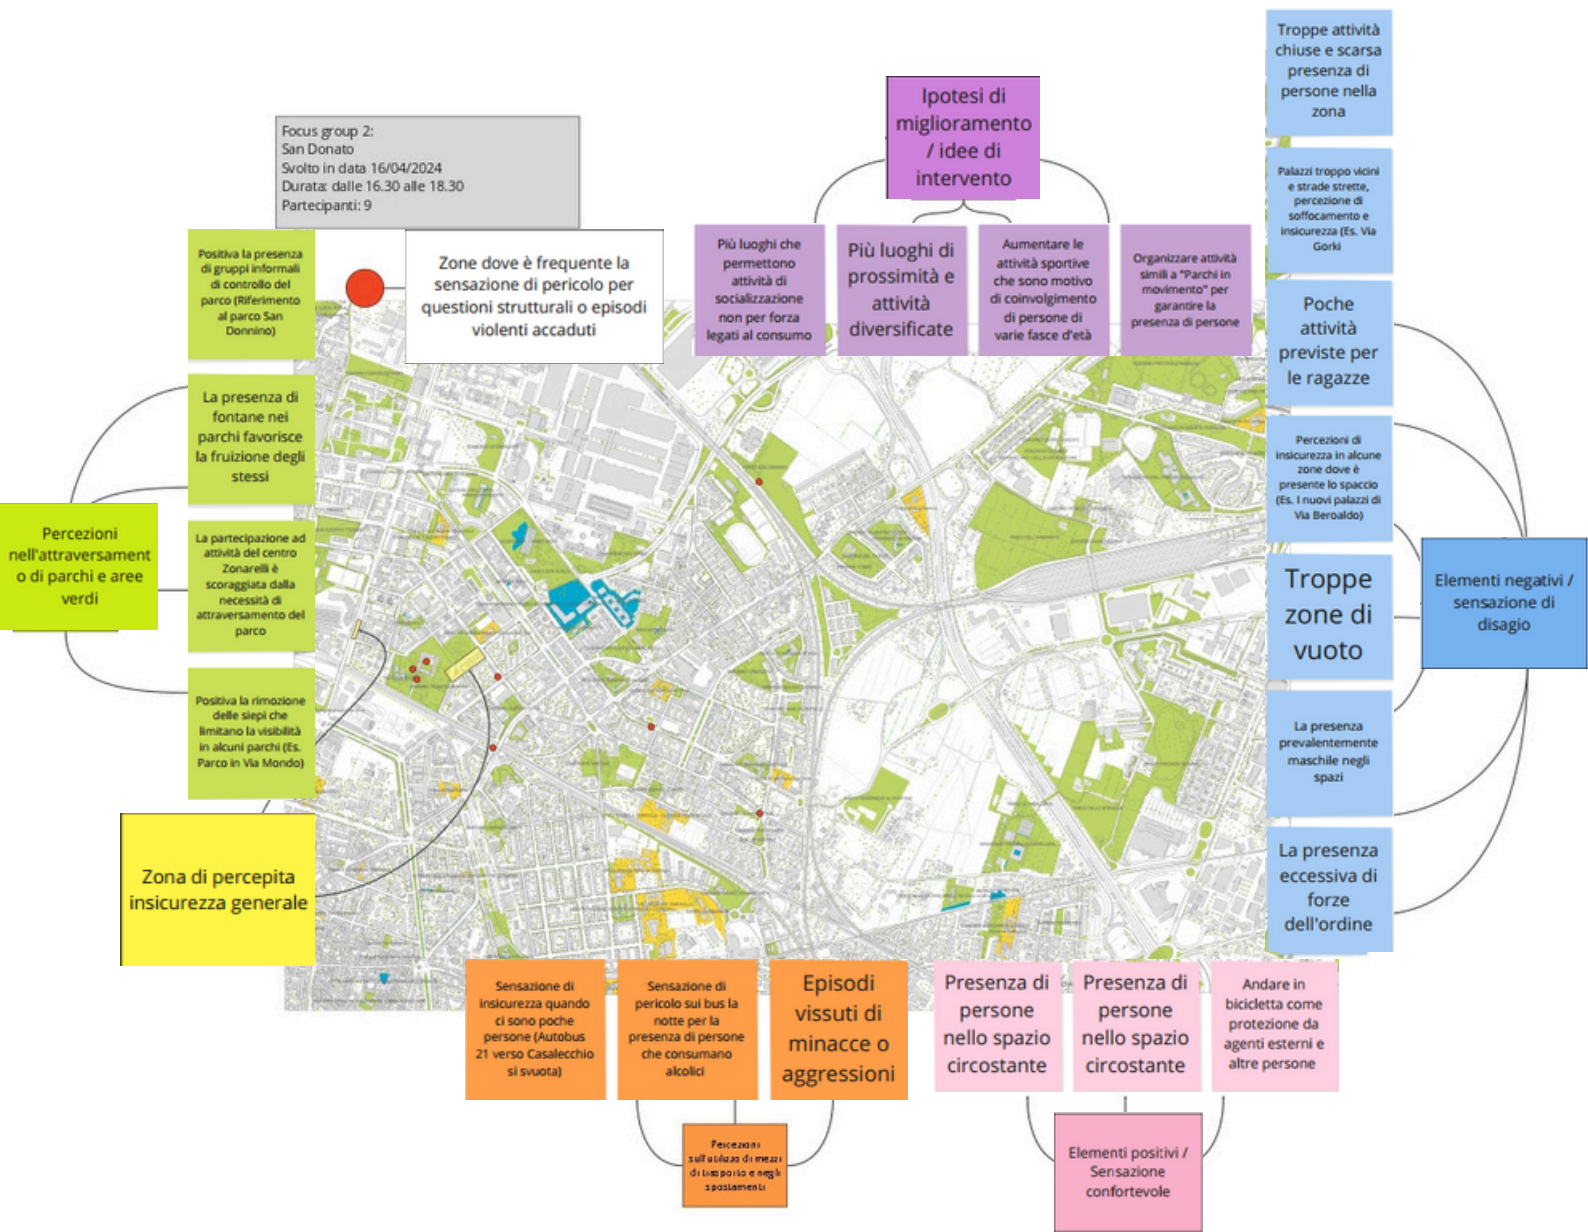 Focus group 2:
San Donato
Svolto in data 16/04/2024
Durata: dalle 16.30 alle 18.30
Partecipanti: 9
Zone dove è frequente la
sensazione di pericolo per
questioni strutturali o episodi
violenti accaduti
Ipotesi di
miglioramento
/ idee di
intervento
Più luoghi che
permettono
attività di
socializzazione
non per forza
legati al consumo
Più luoghi di
prossimità e
attività
diversificate
Aumentare le
attività sportive
che sono motivo
di coinvolgimento
di persone di
varie fasce d'età
Organizzare attività
simili a "Parchi in
movimento" per
garantire la
presenza di persone
Percezioni
nell'attraversament
o di parchi e aree
verdi
Positiva la presenza
di gruppi informali
di controllo del
parco (Riferimento
al parco San
Donnino)
La presenza di
fontane nei
parchi favorisce
la fruizione degli
stessi
La partecipazione ad
attività del centro
Zonarelli è
scoraggiata dalla
necessità di
attraversamento del
parco
Positiva la rimozione
delle siepi che
limitano la visibilità
in alcuni parchi (Es.
Parco in Via Mondo)
Zona di percepita
insicurezza generale
Troppe attività
chiuse e scarsa
presenza di
persone nella
zona
Palazzi troppo vicini
e strade strette,
percezione di
soffocamento e
insicurezza (Es. Via
Gorki
Poche
attività
previste per
le ragazze
Percezioni di
insicurezza in alcune
zone dove è
presente lo spaccio
(Es. I nuovi palazzi di
Via Beroaldo)
Troppe
zone di
vuoto
La presenza
prevalentemente
maschile negli
spazi
La presenza
eccessiva di
forze
dell'ordine
Elementi negativi /
sensazione di
disagio
Sensazione di
insicurezza quando
ci sono poche
persone (Autobus
21 verso Casalecchio
si svuota)
Sensazione di
pericolo sui bus la
notte per la
presenza di persone
che consumano
alcolici
Episodi
vissuti di
minacce o
aggressioni
Percezioni
sull'utilizzo di mezzi
di trasporto e negli
spostamenti
Presenza di
persone
nello spazio
circostante
Presenza di
persone
nello spazio
circostante
Andare in
bicicletta come
protezione da
agenti esterni e
altre persone
Elementi positivi /
Sensazione
confortevole